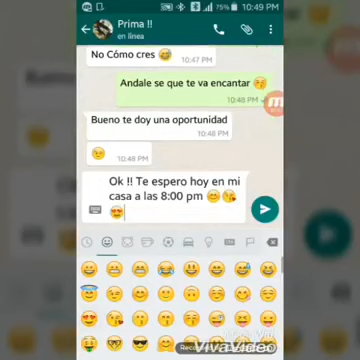 75% 10:49 PM
Prima !!
en línea
No Cómo cres
10:47 PM
Andale se que te va encantar
10:48 PM
Bueno te doy una oportunidad
10:48 PM
10:48 PM
Ok !! Te espero hoy en mi
casa a las 8:00 pm
VivaVideo